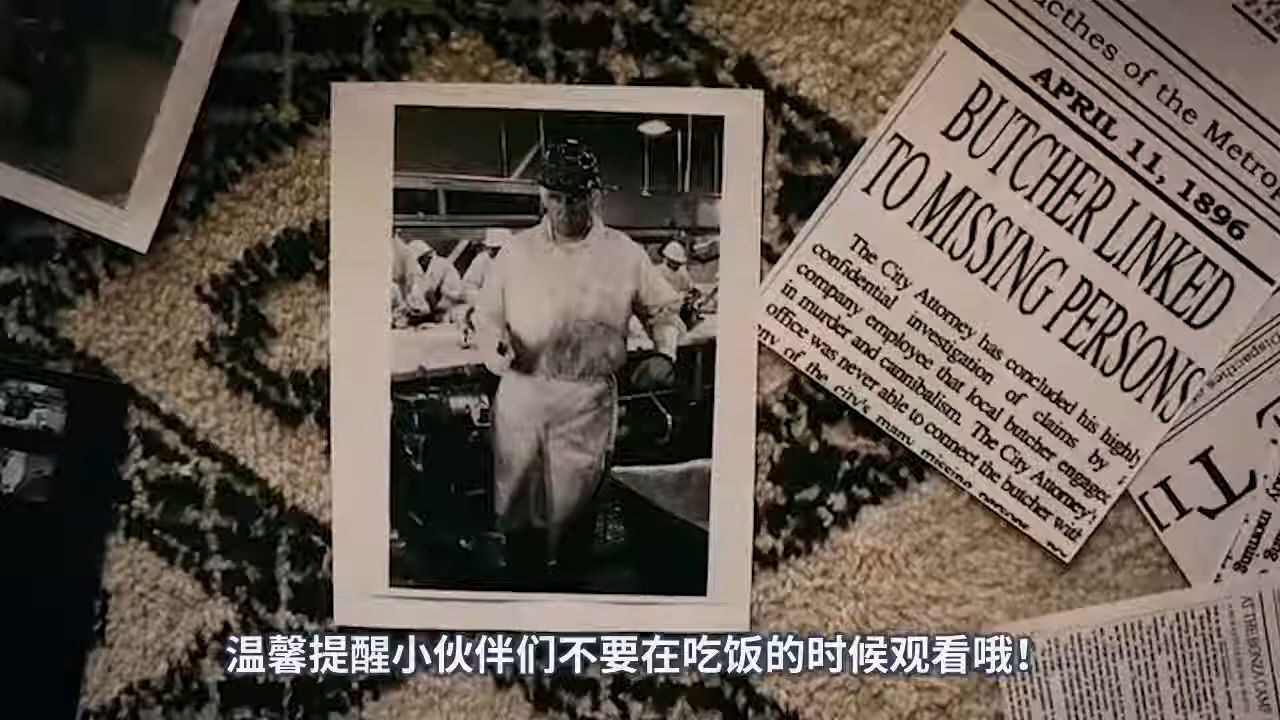 acthes of the Metro
APRIL 11, 1896
BUTCHER LINKED
TO MISSING PERSONS
The City Attorney has concluded his highly
confidential investigation of claims by
company employee that local butcher engage
in murder and cannibalism. The City Attorney's
office was never able to connect the butcher with
of the city's many missing
温馨提醒小伙伴们不要在吃饭的时候观看哦!